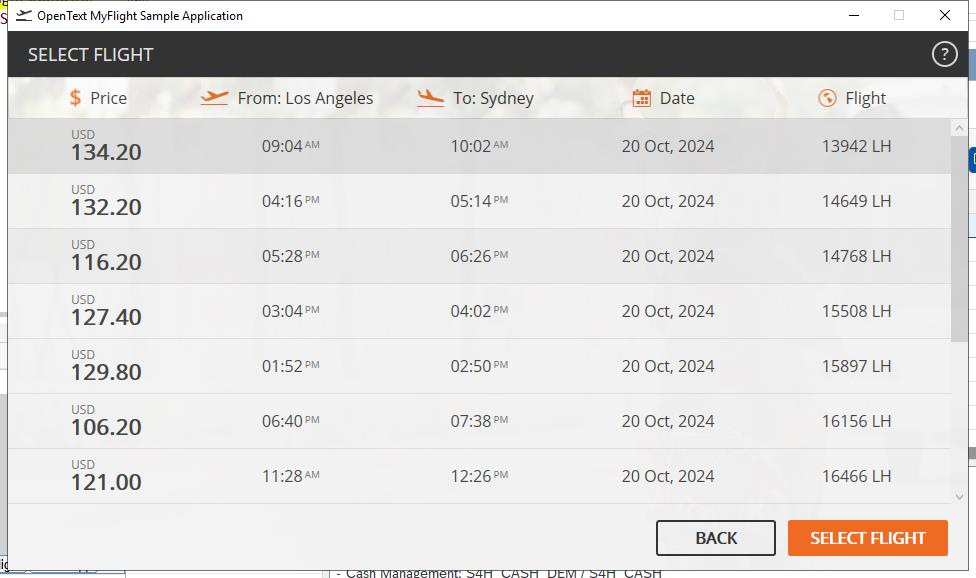 OpenText MyFlight Sample Application
SELECT FLIGHT
?
$ Price From: Los Angeles To: Sydney Date Flight
USD
134.20 09:04 AM 10:02 AM 20 Oct, 2024 13942 LH
USD
132.20 04:16 PM 05:14 PM 20 Oct, 2024 14649 LH
USD
116.20 05:28 PM 06:26 PM 20 Oct, 2024 14768 LH
USD
127.40 03:04 PM 04:02 PM 20 Oct, 2024 15508 LH
USD
129.80 01:52 PM 02:50 PM 20 Oct, 2024 15897 LH
USD
106.20 06:40 PM 07:38 PM 20 Oct, 2024 16156 LH
USD
121.00 11:28 AM 12:26 PM 20 Oct, 2024 16466 LH
BACK SELECT FLIGHT
- Cash Management: S4H_CASH_DEM / S4H_CASH